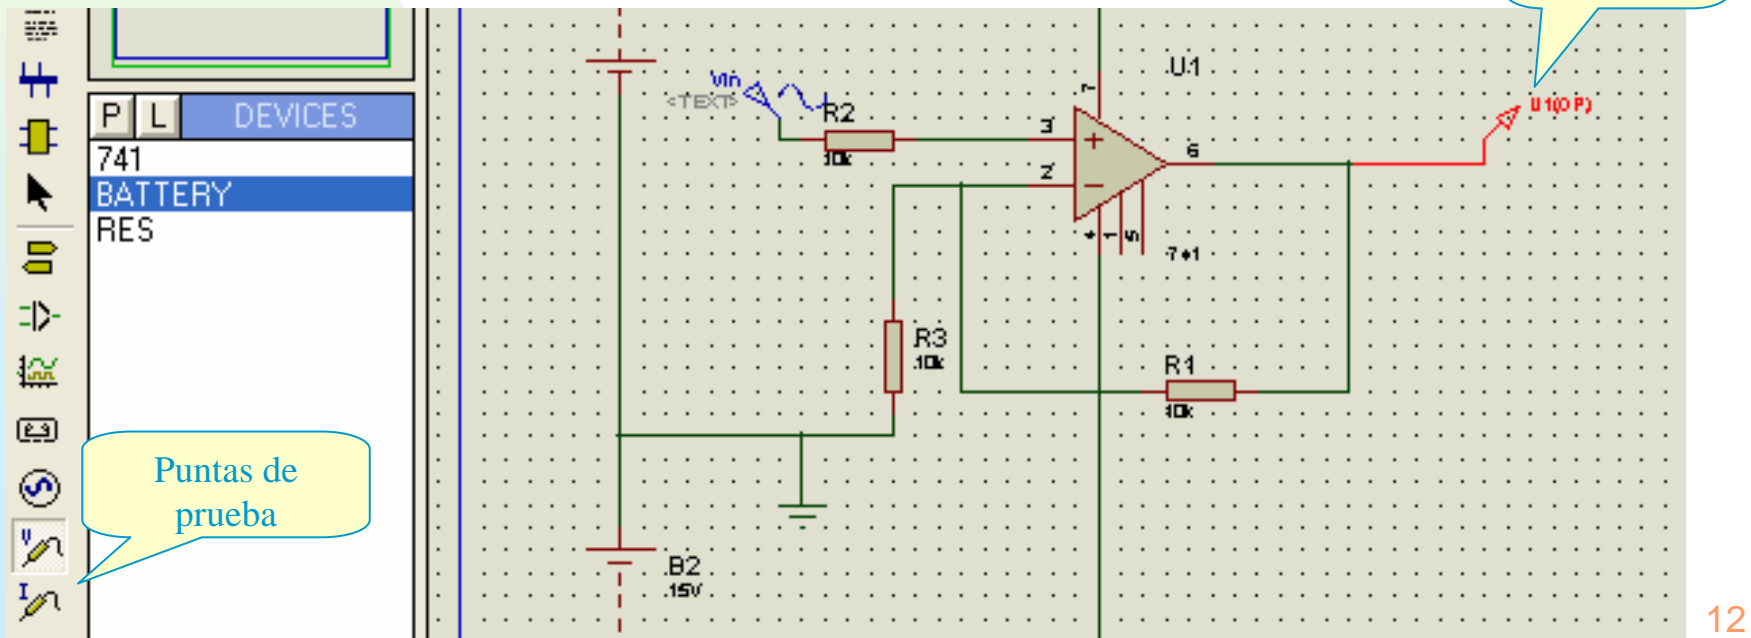 P L DEVICES
741
BATTERY
RES
Puntas de
prueba
Vin
<TEXT>
R2
10k
3
2
7
6
4 1 5
U1
741
U1(OP)
R3
10k
R1
10k
B2
15V
12